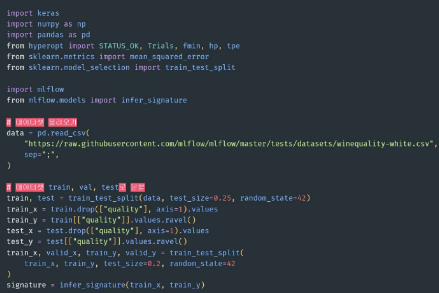 import keras
import numpy as np
import pandas as pd
from hyperopt import STATUS_OK, Trials, fmin, hp, tpe
from sklearn.metrics import mean_squared_error
from sklearn.model_selection import train_test_split
import mlflow
from mlflow.models import infer_signature
# 데이터셋 불러오기
data = pd.read_csv(
"https://raw.githubusercontent.com/mlflow/mlflow/master/tests/datasets/winequality-white.csv",
sep=";",
)
# 데이터셋 train, val, test로 분할
train, test = train_test_split(data, test_size=0.25, random_state=42)
train_x = train.drop(["quality"], axis=1).values
train_y = train[["quality"]].values.ravel()
test_x = test.drop(["quality"], axis=1).values
test_y = test[["quality"]].values.ravel()
train_x, valid_x, train_y, valid_y = train_test_split(
train_x, train_y, test_size=0.2, random_state=42
)
signature = infer_signature(train_x, train_y)